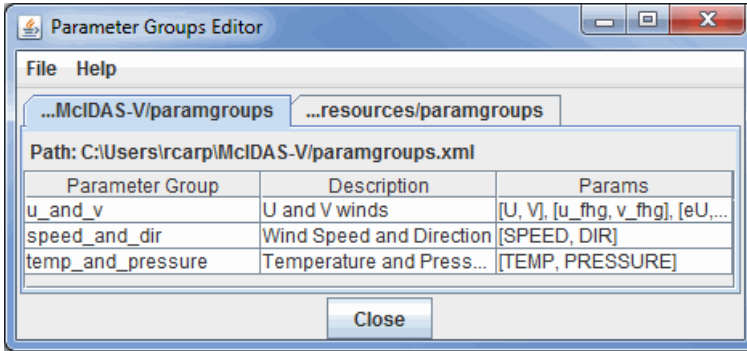 Parameter Groups Editor
File Help
...McIDAS-V/paramgroups ...resources/paramgroups
Path: C:\Users\rcarp\McIDAS-V/paramgroups.xml
Parameter Group Description Params
u_and_v U and V winds [U, V], [u_fhg, v_fhg], [eU,...
speed_and_dir Wind Speed and Direction [SPEED, DIR]
temp_and_pressure Temperature and Press... [TEMP, PRESSURE]
Close